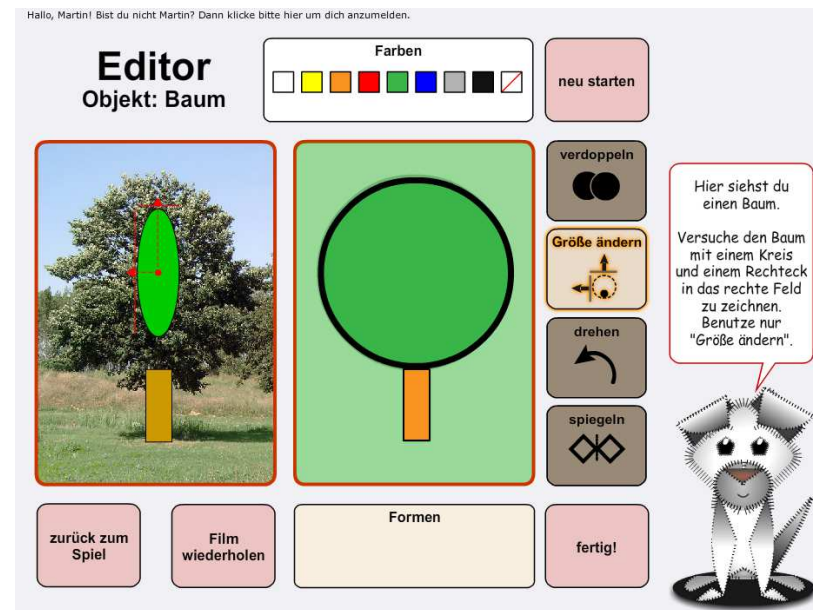 Hallo, Martin! Bist du nicht Martin? Dann klicke bitte hier um dich anzumelden.
Editor
Objekt: Baum
Farben
neu starten
verdoppeln
Größe ändern
drehen
spiegeln
Hier siehst du
einen Baum.
Versuche den Baum
mit einem Kreis
und einem Rechteck
in das rechte Feld
zu zeichnen.
Benutze nur
"Größe ändern".
zurück zum
Spiel
Film
wiederholen
Formen
fertig!